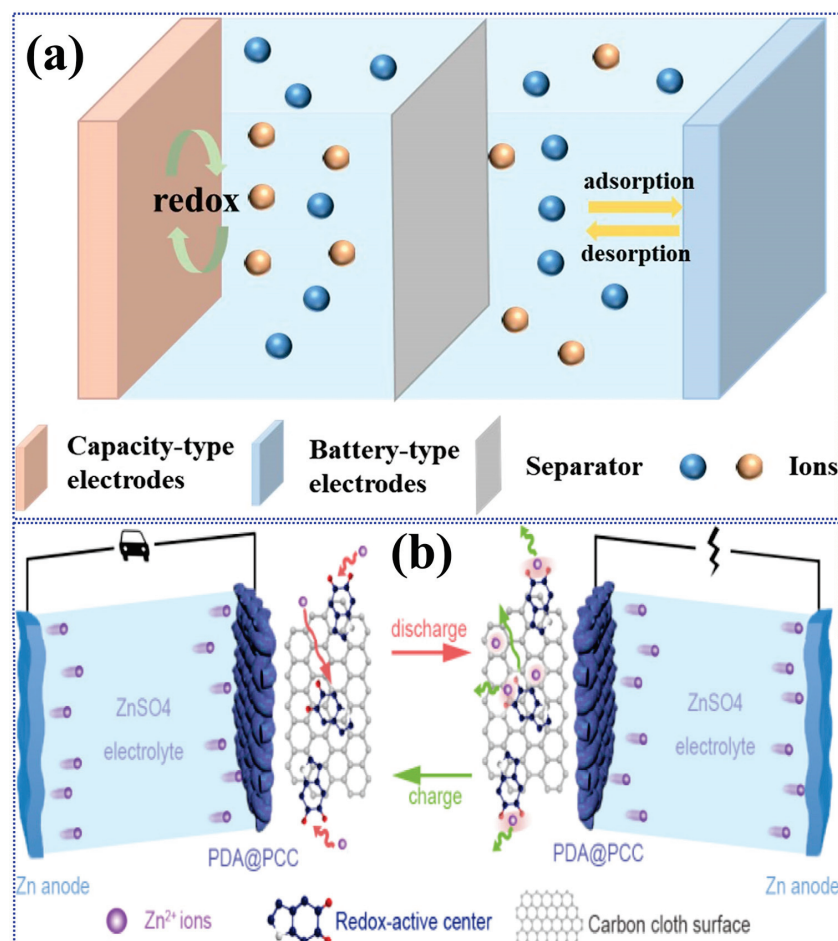 (a)
redox
adsorption
desorption
Capacity-type
electrodes
Battery-type
electrodes
Separator
Ions
(b)
discharge
charge
ZnSO4
electrolyte
PDA@PCC
Zn anode
ZnSO4
electrolyte
PDA@PCC
Zn anode
Zn²⁺ ions
Redox-active center
Carbon cloth surface